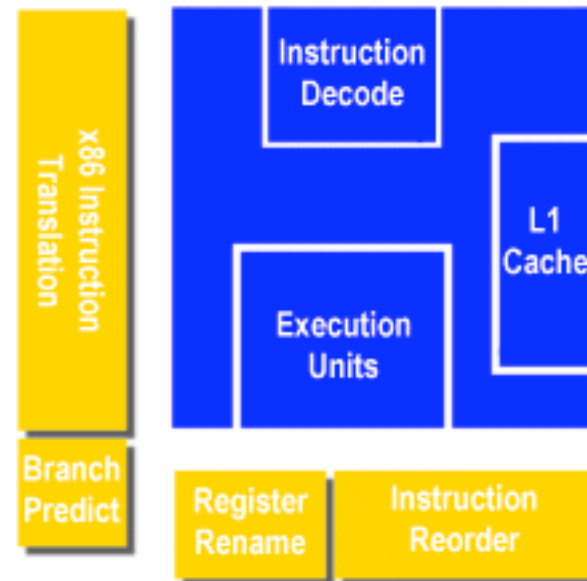 x86 Instruction
Translation
Instruction
Decode
L1
Cache
Execution
Units
Branch
Predict
Register
Rename
Instruction
Reorder